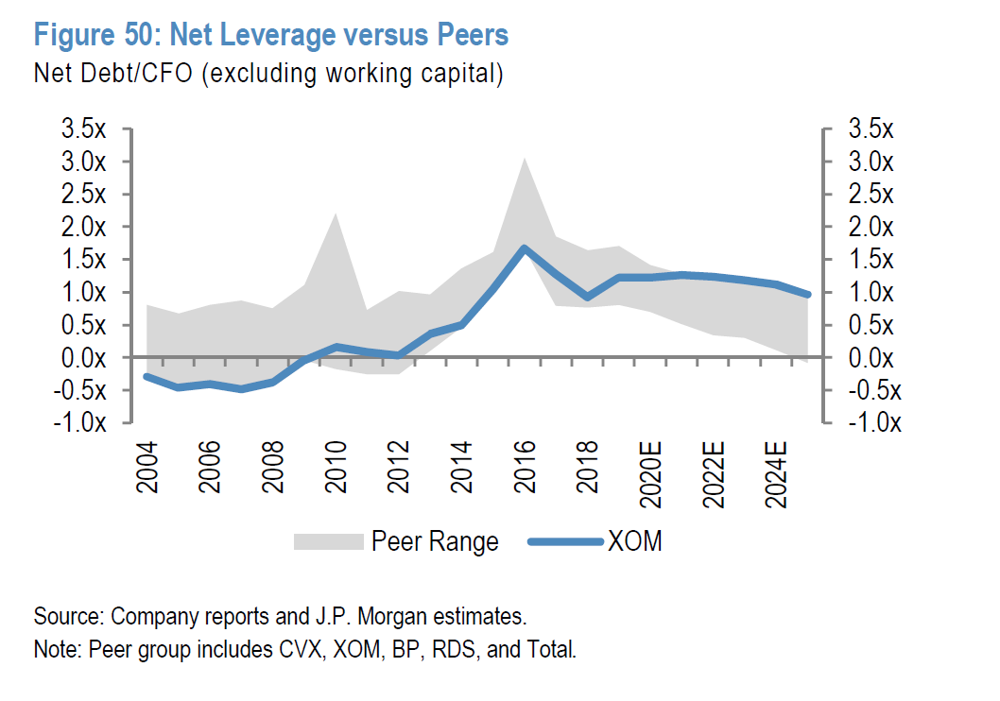 Figure 50: Net Leverage versus Peers
Net Debt/CFO (excluding working capital)
3.5x 3.5x
3.0x 3.0x
2.5x 2.5x
2.0x 2.0x
1.5x 1.5x
1.0x 1.0x
0.5x 0.5x
0.0x 0.0x
-0.5x -0.5x
-1.0x -1.0x
2004 2006 2008 2010 2012 2014 2016 2018 2020E 2022E 2024E
Peer Range XOM
Source: Company reports and J.P. Morgan estimates.
Note: Peer group includes CVX, XOM, BP, RDS, and Total.